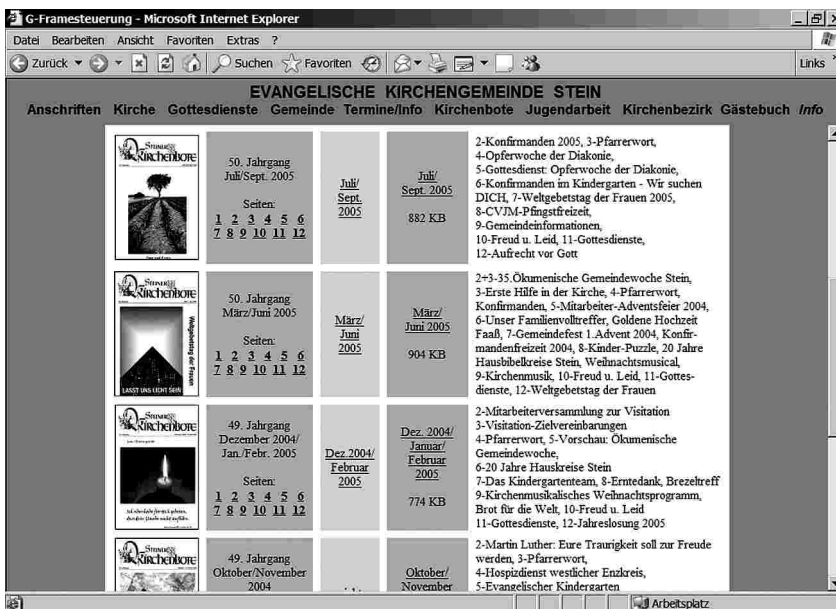 G-Framesteuerung - Microsoft Internet Explorer
Datei Bearbeiten Ansicht Favoriten Extras ?
Zurück Suchen Favoriten Links
EVANGELISCHE KIRCHENGEMEINDE STEIN
Anschriften Kirche Gottesdienste Gemeinde Termine/Info Kirchenbote Jugendarbeit Kirchenbezirk Gästebuch Info
STEINER
KIRCHENBOTE
50. Jahrgang
Juli/Sept. 2005
Seiten:
1 2 3 4 5 6
7 8 9 10 11 12
Juli/
Sept.
2005
Juli/
Sept. 2005
882 KB
2-Konfirmanden 2005, 3-Pfarrerwort,
4-Opferwoche der Diakonie,
5-Gottesdienst: Opferwoche der Diakonie,
6-Konfirmanden im Kindergarten - Wir suchen
DICH, 7-Weltgebetstag der Frauen 2005,
8-CVJM-Pfingstfreizeit,
9-Gemeindeinformationen,
10-Freud u. Leid, 11-Gottesdienste,
12-Aufrecht vor Gott
STEINER
KIRCHENBOTE
Weltgebetstag der Frauen
LASST UNS LICHT SEIN
50. Jahrgang
März/Juni 2005
Seiten:
1 2 3 4 5 6
7 8 9 10 11 12
März/
Juni
2005
März/
Juni 2005
904 KB
2+3-35.Ökumenische Gemeindewoche Stein,
3-Erste Hilfe in der Kirche, 4-Pfarrerwort,
Konfirmanden, 5-Mitarbeiter-Adventsfeier 2004,
6-Unser Familienvolltreffer, Goldene Hochzeit
Faaß, 7-Gemeindefest 1.Advent 2004, Konfir-
mandenfreizeit 2004, 8-Kinder-Puzzle, 20 Jahre
Hausbibelkreise Stein, Weihnachtsmusical,
9-Kirchenmusik, 10-Freud u. Leid, 11-Gottes-
dienste, 12-Weltgebetstag der Frauen
STEINER
KIRCHENBOTE
49. Jahrgang
Dezember 2004/
Jan./Febr. 2005
Seiten:
1 2 3 4 5 6
7 8 9 10 11 12
Dez.2004/
Februar
2005
Dez. 2004/
Januar/
Februar
2005
774 KB
2-Mitarbeiterversammlung zur Visitation
3-Visitation-Zielvereinbarungen
4-Pfarrerwort, 5-Vorschau: Ökumenische
Gemeindewoche,
6-20 Jahre Hauskreise Stein
7-Das Kindergartenteam, 8-Erntedank, Brezeltreff
9-Kirchenmusikalisches Weihnachtsprogramm,
Brot für die Welt, 10-Freud u. Leid
11-Gottesdienste, 12-Jahreslosung 2005
STEINER
KIRCHENBOTE
49. Jahrgang
Oktober/November
2004
Oktober/
November
2-Martin Luther: Eure Traurigkeit soll zur Freude
werden, 3-Pfarrerwort,
4-Hospizdienst westlicher Enzkreis,
5-Evangelischer Kindergarten
Arbeitsplatz